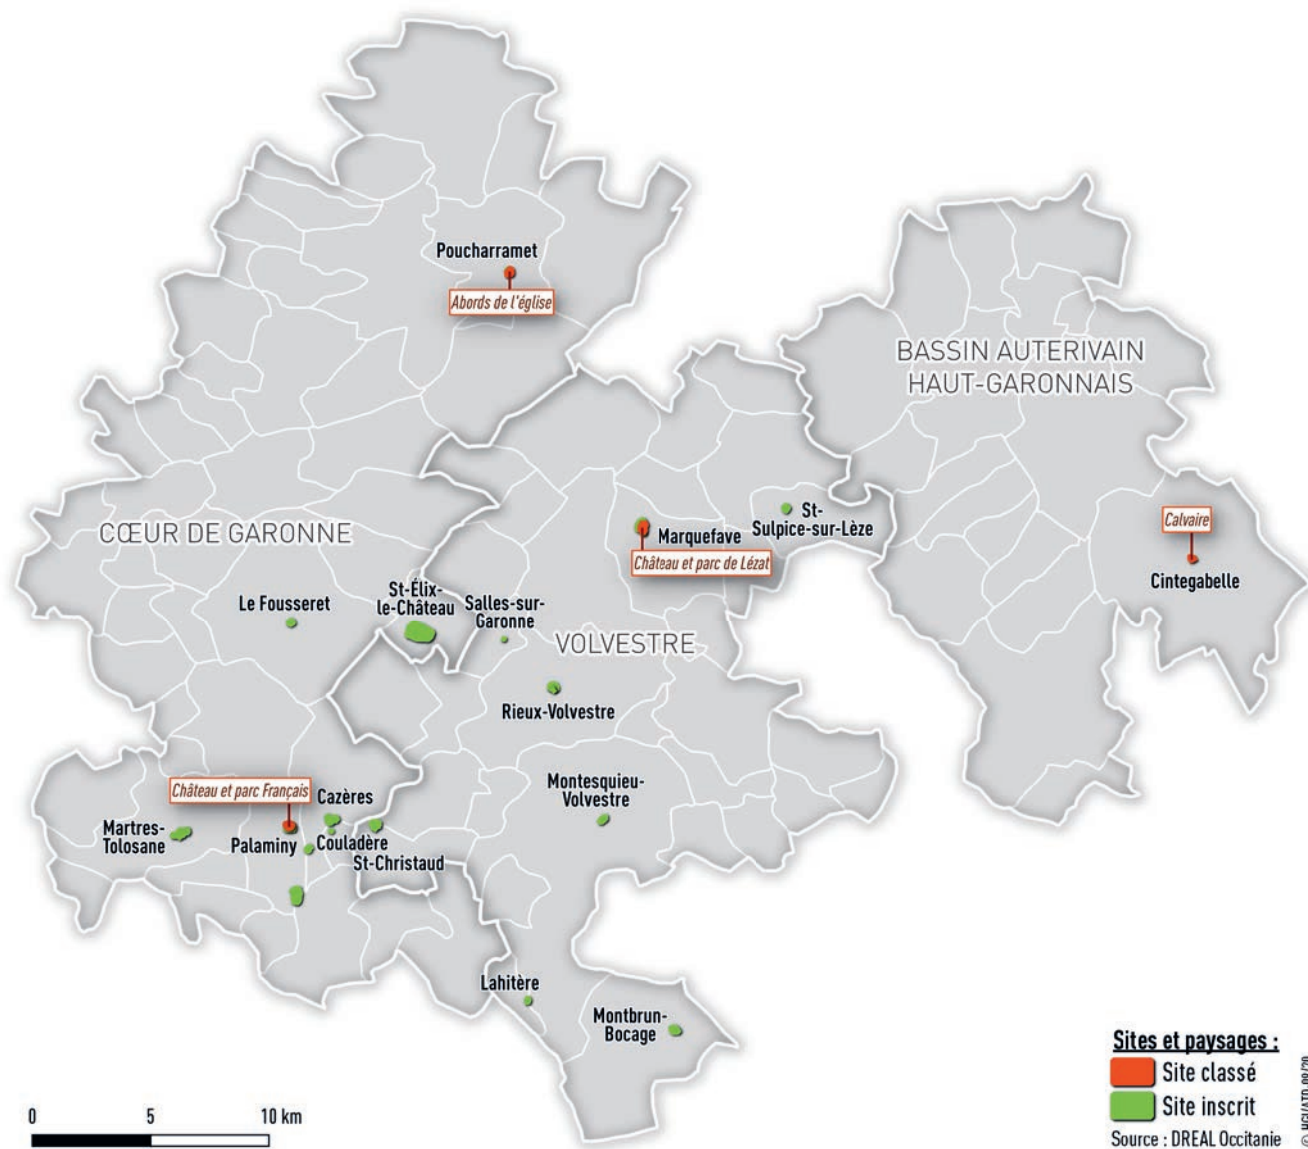 Poucharramet
Abords de l'église
BASSIN AUTERIVAIN
HAUT-GARONNAIS
CŒUR DE GARONNE
St-
Sulpice-sur-Lèze
Marquefave
Château et parc de Lézat
Calvaire
Cintegabelle
Le Fousseret
St-Élix-
le-Château
Salles-sur-
Garonne
VOLVESTRE
Rieux-Volvestre
Château et parc Français
Cazères
Montesquieu-
Volvestre
Martres-
Tolosane
Palaminy
Couladère
St-Christaud
Lahitère
Montbrun-
Bocage
Sites et paysages :
Site classé
Site inscrit
Source : DREAL Occitanie
0 5 10 km